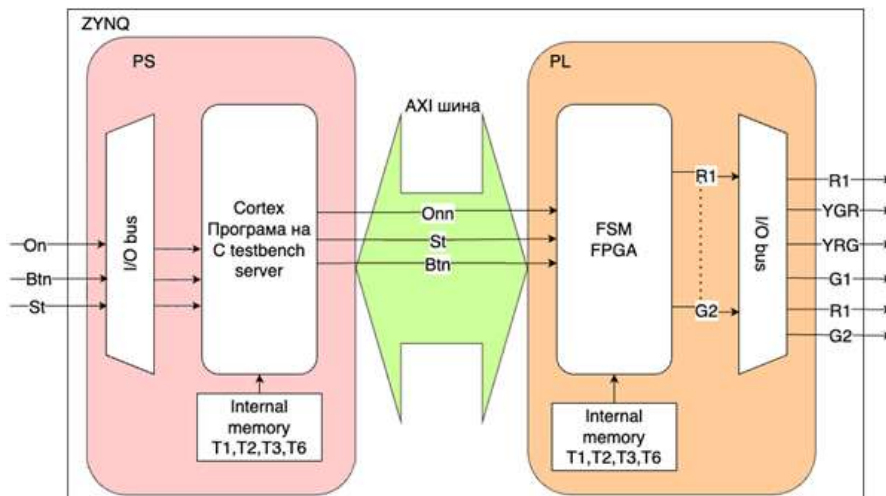 ZYNQ
PS
PL
AXI шина
On
Btn
St
I/O bus
Cortex
Програма на
C testbench
server
Internal
memory
T1,T2,T3,T6
Onn
St
Btn
FSM
FPGA
Internal
memory
T1,T2,T3,T6
R1
G2
I/O bus
R1
YGR
YRG
G1
R1
G2